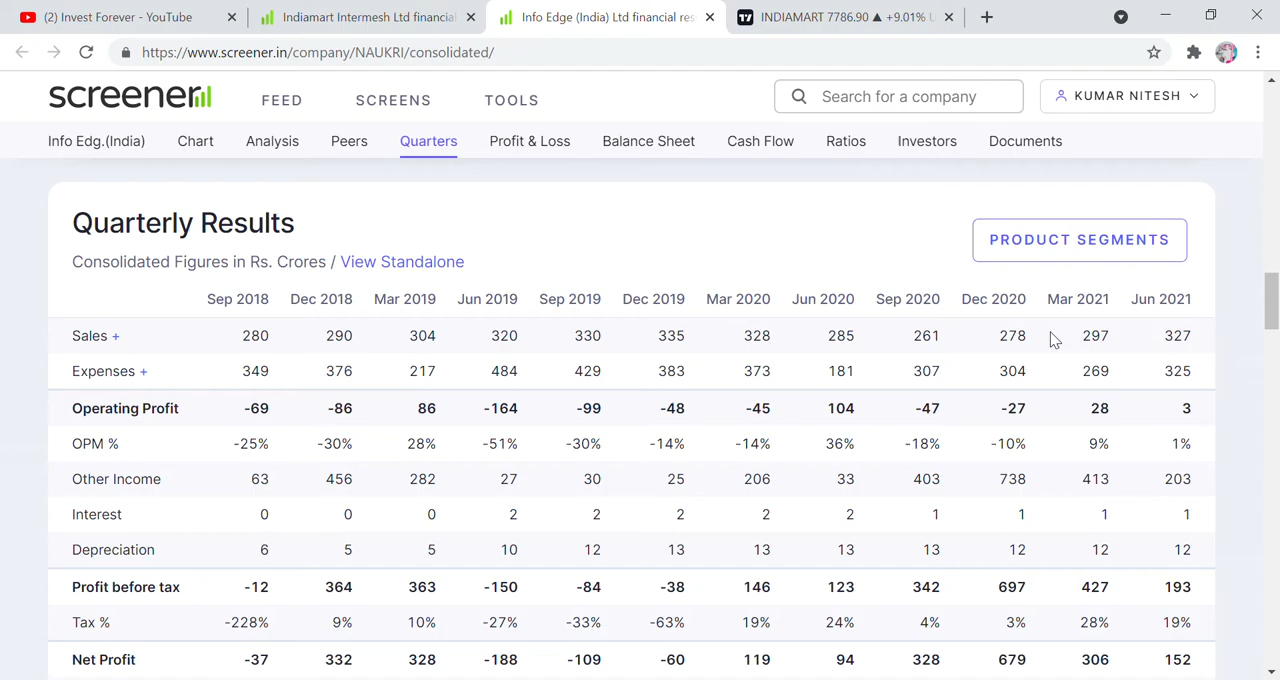 (2) Invest Forever - YouTube
Indiamart Intermesh Ltd financial
Info Edge (India) Ltd financial res
INDIAMART 7786.90 ▲ +9.01% U
https://www.screener.in/company/NAUKRI/consolidated/
screener
FEED SCREENS TOOLS
Search for a company
KUMAR NITESH
Info Edg.(India) Chart Analysis Peers Quarters Profit & Loss Balance Sheet Cash Flow Ratios Investors Documents
Quarterly Results
PRODUCT SEGMENTS
Consolidated Figures in Rs. Crores / View Standalone
Sep 2018 Dec 2018 Mar 2019 Jun 2019 Sep 2019 Dec 2019 Mar 2020 Jun 2020 Sep 2020 Dec 2020 Mar 2021 Jun 2021
Sales + 280 290 304 320 330 335 328 285 261 278 297 327
Expenses + 349 376 217 484 429 383 373 181 307 304 269 325
Operating Profit -69 -86 86 -164 -99 -48 -45 104 -47 -27 28 3
OPM % -25% -30% 28% -51% -30% -14% -14% 36% -18% -10% 9% 1%
Other Income 63 456 282 27 30 25 206 33 403 738 413 203
Interest 0 0 0 2 2 2 2 2 1 1 1 1
Depreciation 6 5 5 10 12 13 13 13 13 12 12 12
Profit before tax -12 364 363 -150 -84 -38 146 123 342 697 427 193
Tax % -228% 9% 10% -27% -33% -63% 19% 24% 4% 3% 28% 19%
Net Profit -37 332 328 -188 -109 -60 119 94 328 679 306 152